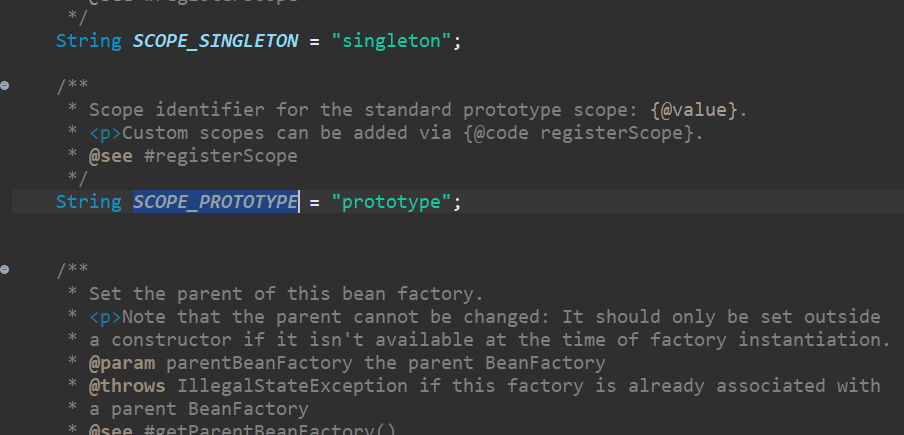 */
String SCOPE_SINGLETON = "singleton";
/**
* Scope identifier for the standard prototype scope: {@value}.
* <p>Custom scopes can be added via {@code registerScope}.
* @see #registerScope
*/
String SCOPE_PROTOTYPE = "prototype";
/**
* Set the parent of this bean factory.
* <p>Note that the parent cannot be changed: It should only be set outside
* a constructor if it isn't available at the time of factory instantiation.
* @param parentBeanFactory the parent BeanFactory
* @throws IllegalStateException if this factory is already associated with
* a parent BeanFactory
* @see #getParentBeanFactory()